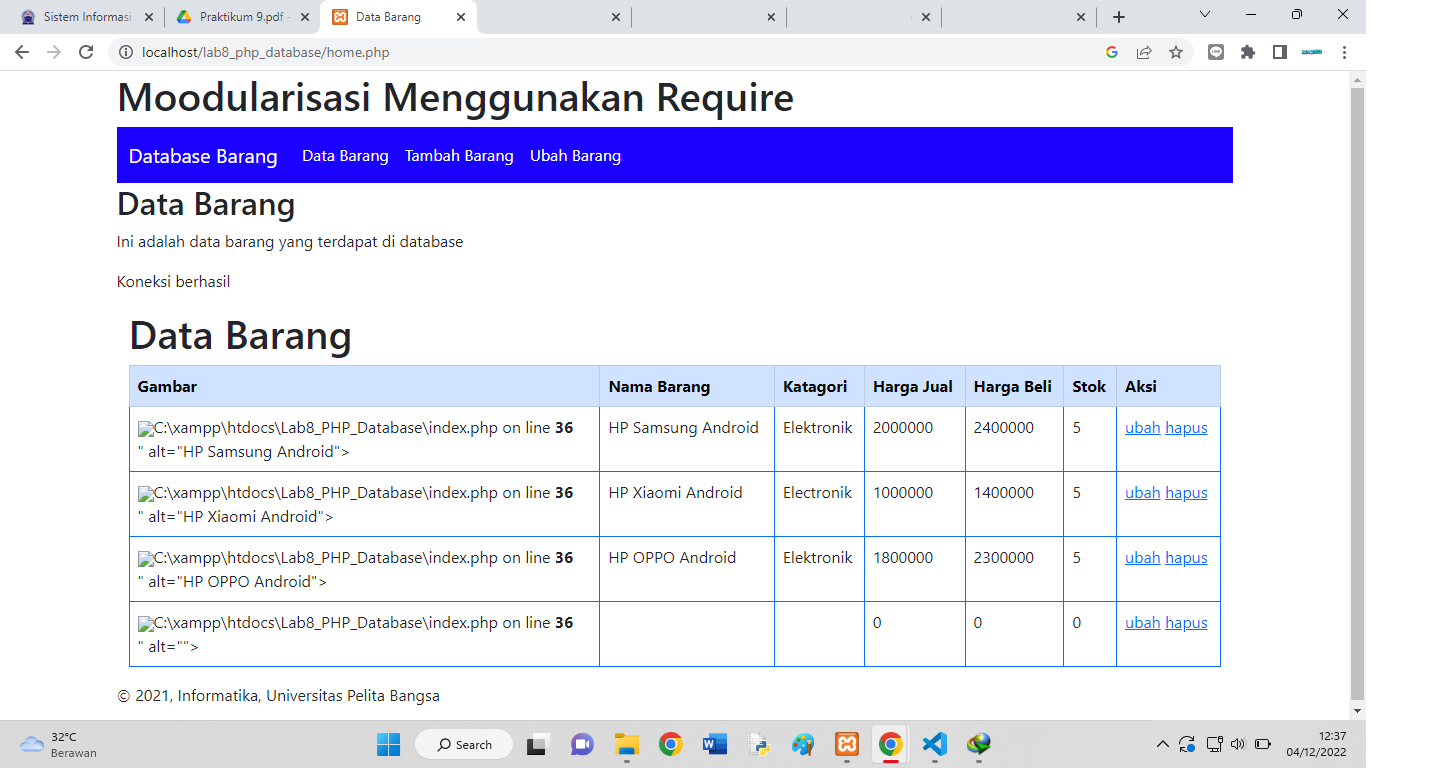 Sistem Informasi
Praktikum 9.pdf -
Data Barang
localhost/lab8_php_database/home.php
Moodularisasi Menggunakan Require
Database Barang Data Barang Tambah Barang Ubah Barang
Data Barang
Ini adalah data barang yang terdapat di database
Koneksi berhasil
Data Barang
Gambar Nama Barang Katagori Harga Jual Harga Beli Stok Aksi
C:\xampp\htdocs\Lab8_PHP_Database\index.php on line 36 HP Samsung Android Elektronik 2000000 2400000 5 ubah hapus
" alt="HP Samsung Android">
C:\xampp\htdocs\Lab8_PHP_Database\index.php on line 36 HP Xiaomi Android Electronik 1000000 1400000 5 ubah hapus
" alt="HP Xiaomi Android">
C:\xampp\htdocs\Lab8_PHP_Database\index.php on line 36 HP OPPO Android Elektronik 1800000 2300000 5 ubah hapus
" alt="HP OPPO Android">
C:\xampp\htdocs\Lab8_PHP_Database\index.php on line 36 0 0 0 ubah hapus
" alt="">
© 2021, Informatika, Universitas Pelita Bangsa
32°C
Berawan
Search
12:37
04/12/2022